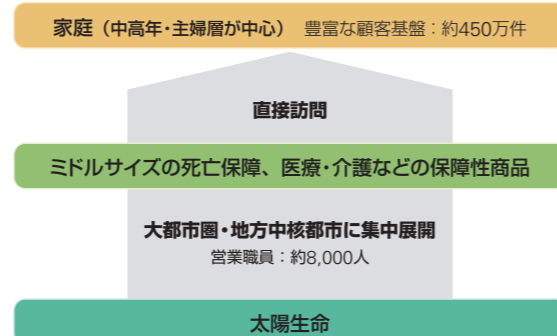 家庭（中高年・主婦層が中心） 豊富な顧客基盤：約450万件
直接訪問
ミドルサイズの死亡保障、医療・介護などの保障性商品
大都市圏・地方中核都市に集中展開
営業職員：約8,000人
太陽生命